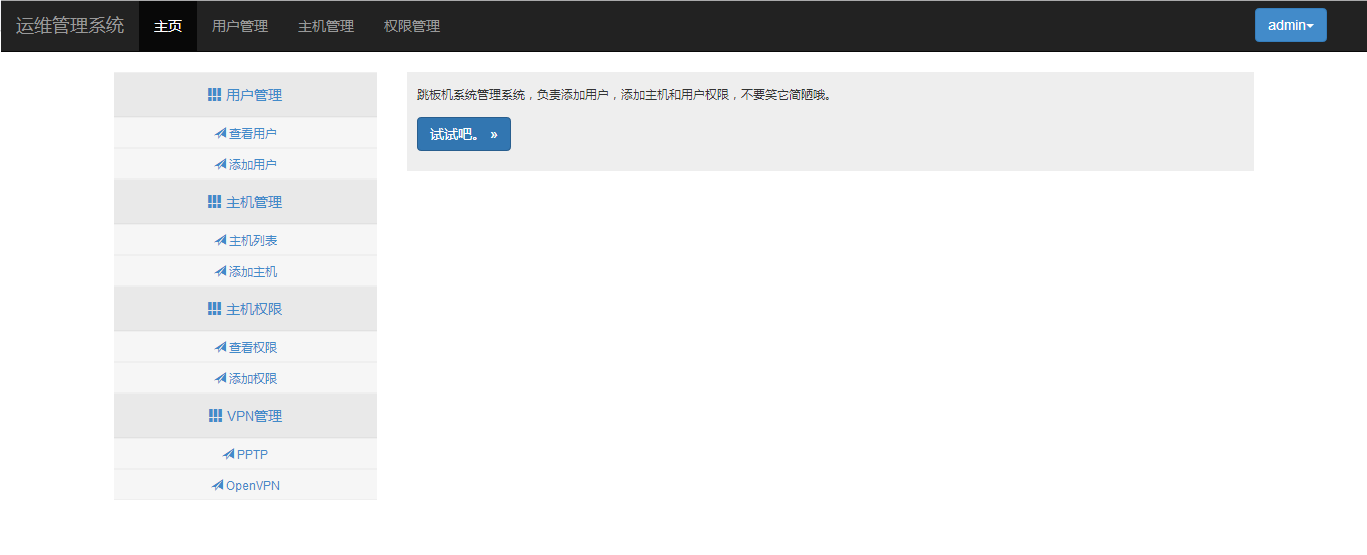 运维管理系统 主页 用户管理 主机管理 权限管理 admin
用户管理
查看用户
添加用户
主机管理
主机列表
添加主机
主机权限
查看权限
添加权限
VPN管理
PPTP
OpenVPN
跳板机系统管理系统，负责添加用户，添加主机和用户权限，不要笑它简陋哦。
试试吧。 »